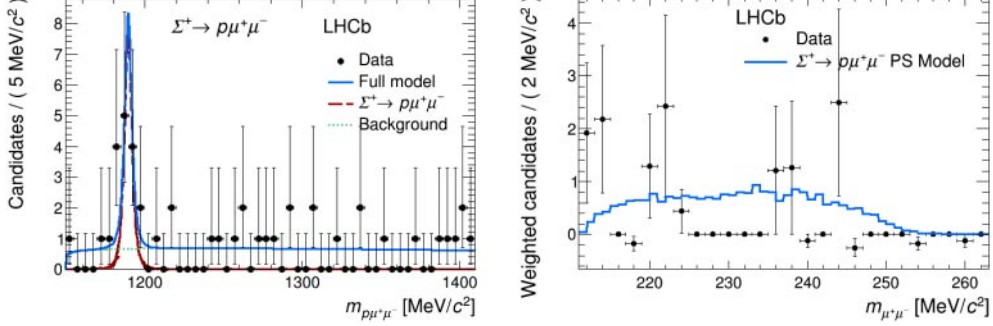 Candidates / ( 5 MeV/c² )
8
7
6
5
4
3
2
1
0
Σ⁺→ pμ⁺μ⁻
LHCb
Data
Full model
Σ⁺→ pμ⁺μ⁻
Background
1200
1300
1400
m_{pμ⁺μ⁻} [MeV/c²]
Weighted candidates / ( 2 MeV/c² )
4
3
2
1
0
LHCb
Data
Σ⁺→ pμ⁺μ⁻ PS Model
220
230
240
250
260
m_{μ⁺μ⁻} [MeV/c²]